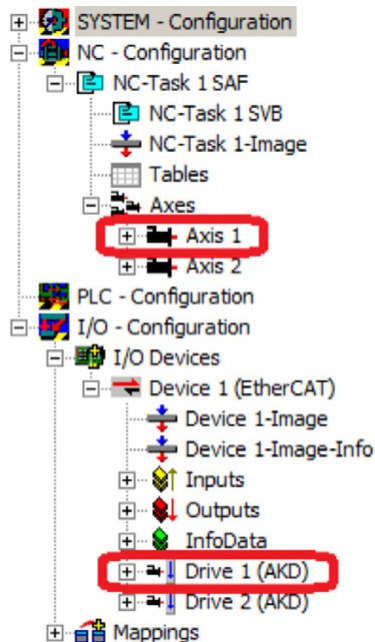 SYSTEM - Configuration
NC - Configuration
NC-Task 1 SAF
NC-Task 1 SVB
NC-Task 1-Image
Tables
Axes
Axis 1
Axis 2
PLC - Configuration
I/O - Configuration
I/O Devices
Device 1 (EtherCAT)
Device 1-Image
Device 1-Image-Info
Inputs
Outputs
InfoData
Drive 1 (AKD)
Drive 2 (AKD)
Mappings